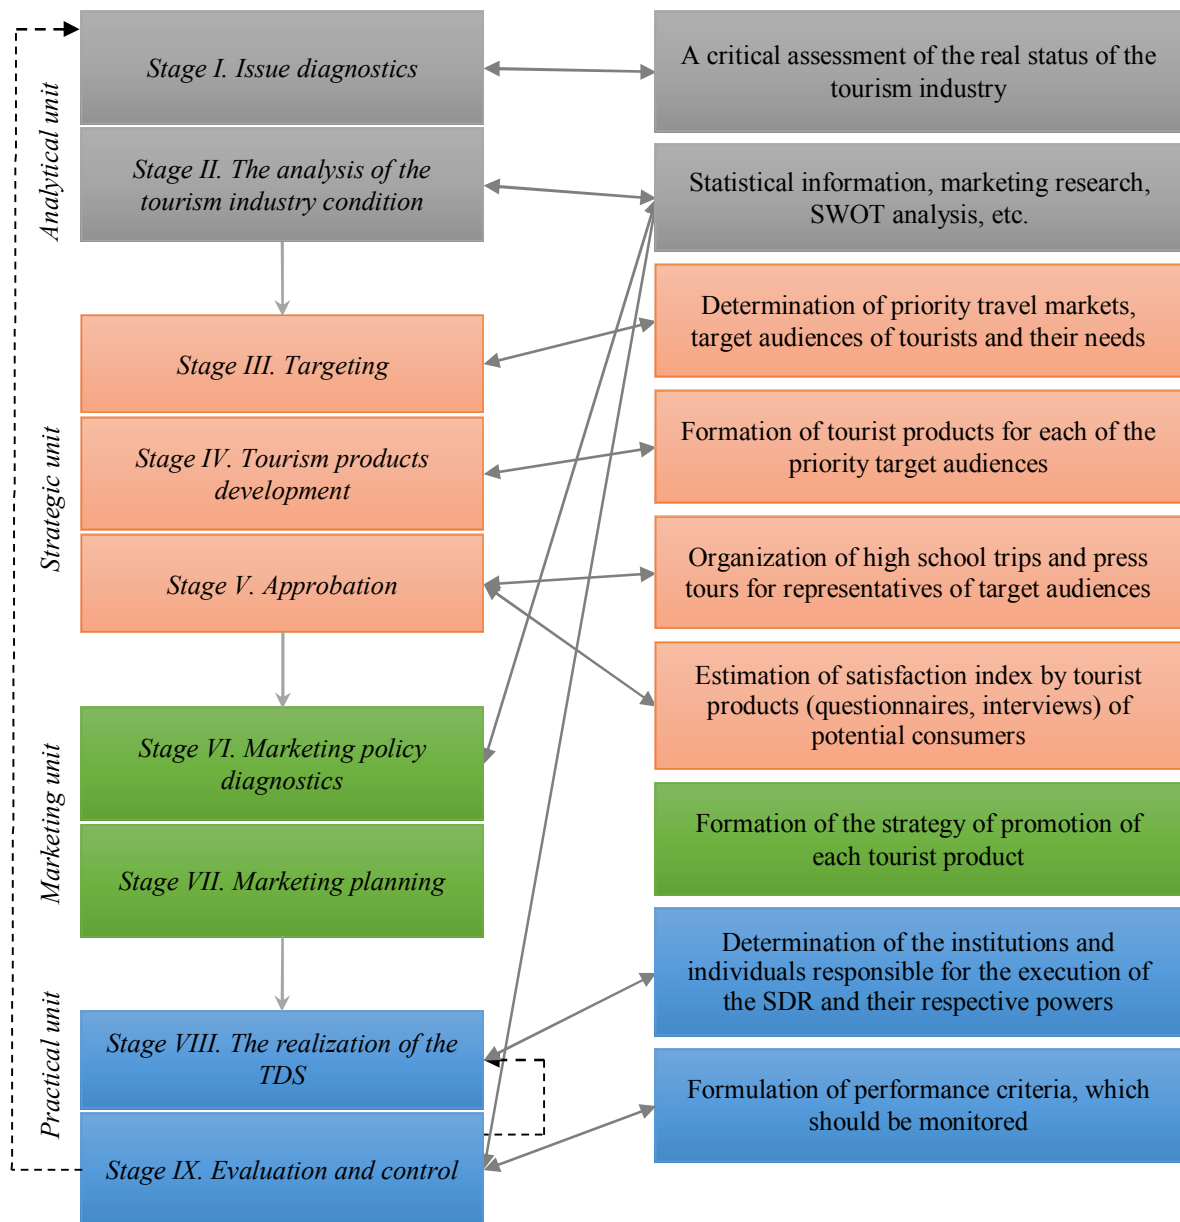 Analytical unit
Stage I. Issue diagnostics
Stage II. The analysis of the
tourism industry condition
A critical assessment of the real status of the
tourism industry
Statistical information, marketing research,
SWOT analysis, etc.
Strategic unit
Stage III. Targeting
Stage IV. Tourism products
development
Stage V. Approbation
Determination of priority travel markets,
target audiences of tourists and their needs
Formation of tourist products for each of the
priority target audiences
Organization of high school trips and press
tours for representatives of target audiences
Estimation of satisfaction index by tourist
products (questionnaires, interviews) of
potential consumers
Marketing unit
Stage VI. Marketing policy
diagnostics
Stage VII. Marketing planning
Formation of the strategy of promotion of
each tourist product
Practical unit
Stage VIII. The realization of the
TDS
Stage IX. Evaluation and control
Determination of the institutions and
individuals responsible for the execution of
the SDR and their respective powers
Formulation of performance criteria, which
should be monitored